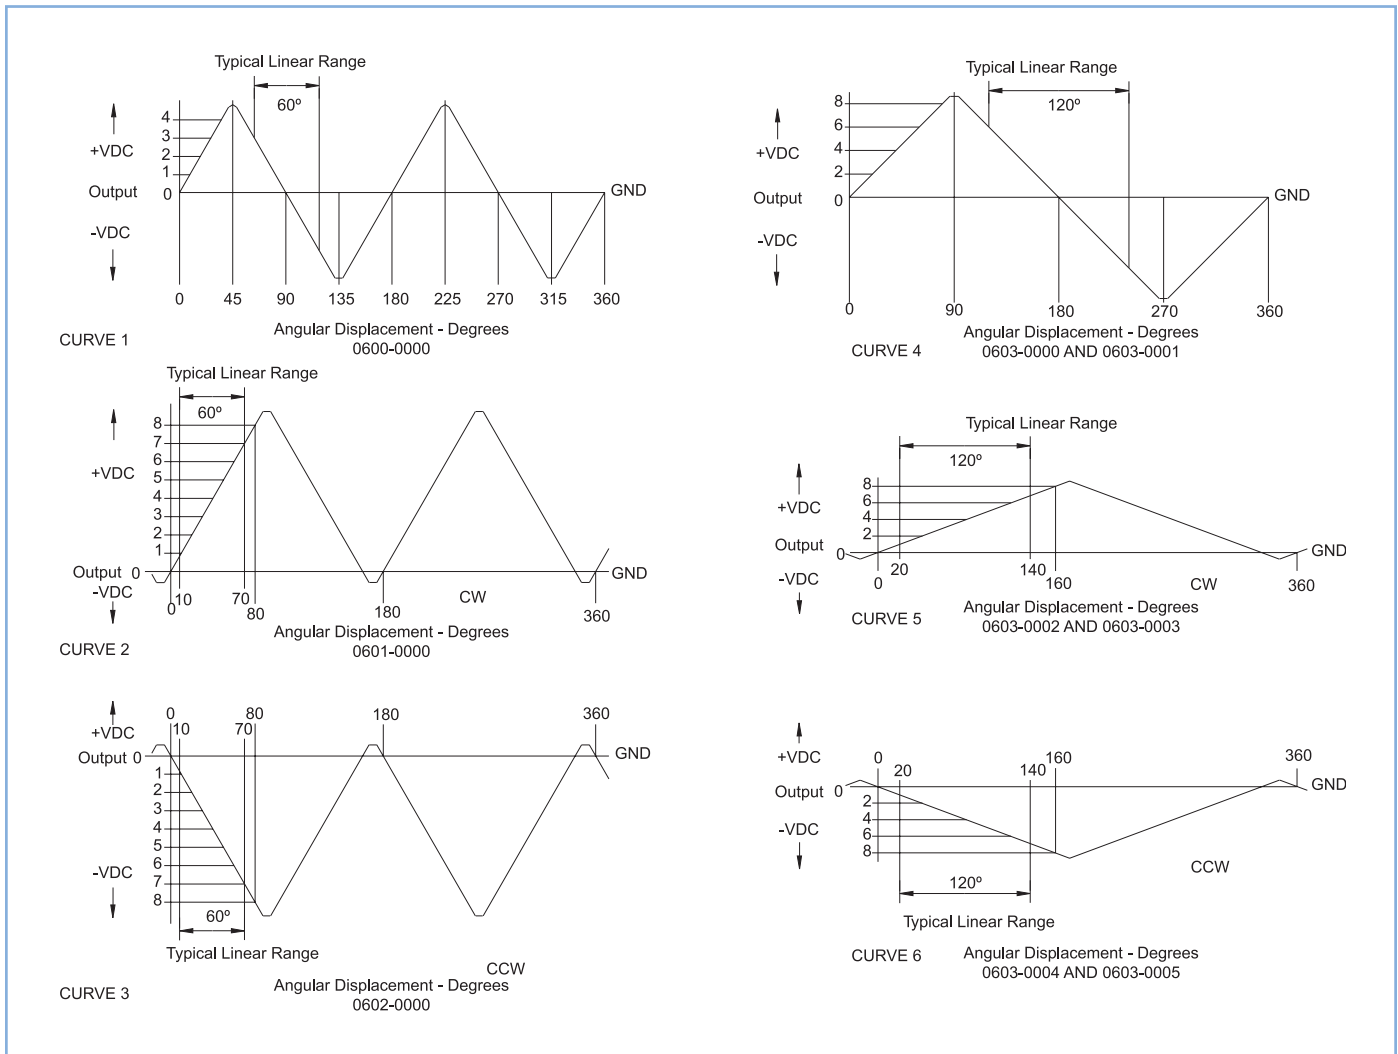 Typical Linear Range
60º
4
3
2
1
0
+VDC
Output
-VDC
GND
0 45 90 135 180 225 270 315 360
Angular Displacement - Degrees
0600-0000
CURVE 1
Typical Linear Range
60º
8
7
6
5
4
3
2
1
+VDC
Output 0
-VDC
GND
0 10 70 80 180 360
CW
Angular Displacement - Degrees
0601-0000
CURVE 2
0 10 70 80 180 360
+VDC
Output 0
GND
1
2
3
4
5
6
7
8
-VDC
60º
Typical Linear Range
CCW
Angular Displacement - Degrees
0602-0000
CURVE 3
Typical Linear Range
120º
8
6
4
2
0
+VDC
Output
-VDC
GND
0 90 180 270 360
Angular Displacement - Degrees
0603-0000 AND 0603-0001
CURVE 4
Typical Linear Range
120º
8
6
4
2
0
+VDC
Output
-VDC
GND
0 20 140 160 360
CW
Angular Displacement - Degrees
0603-0002 AND 0603-0003
CURVE 5
+VDC
0 20 140 160 360
Output 0
GND
2
4
6
8
-VDC
CCW
120º
Typical Linear Range
Angular Displacement - Degrees
0603-0004 AND 0603-0005
CURVE 6